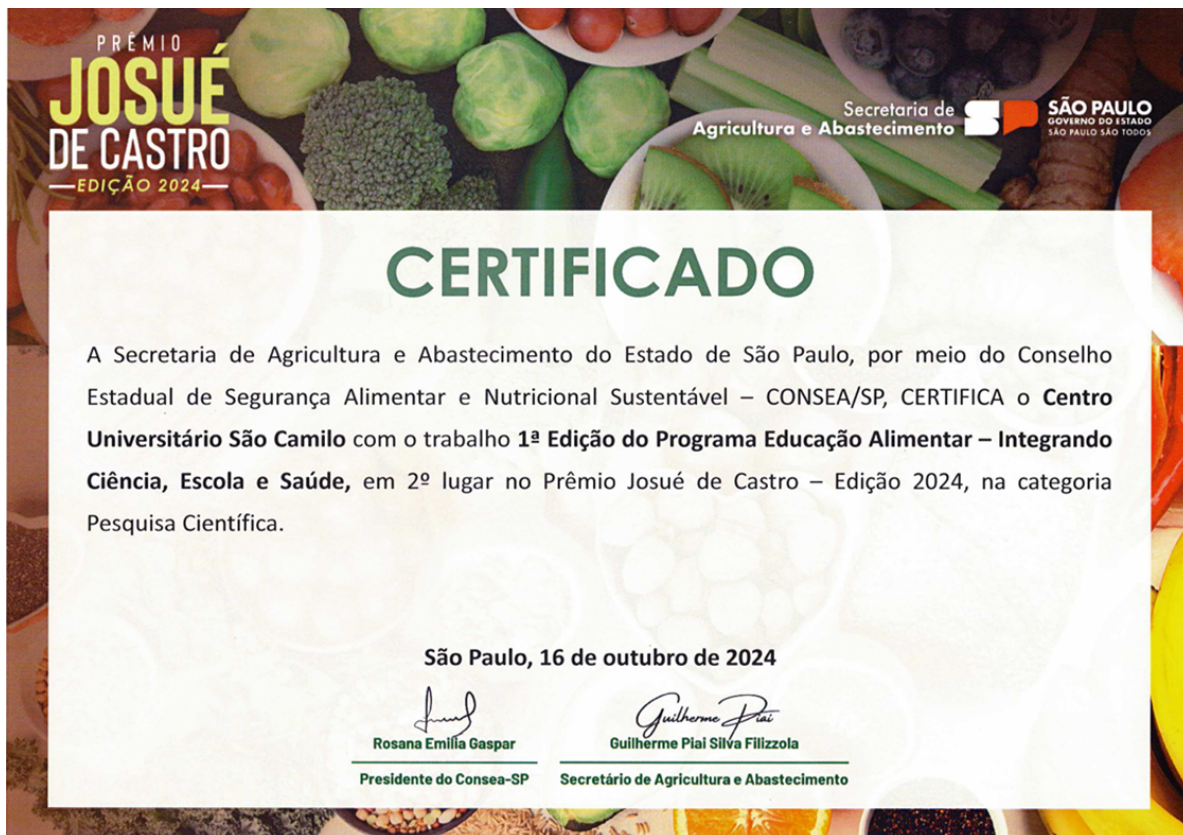 PRÊMIO
JOSUÉ
DE CASTRO
EDIÇÃO 2024
Secretaria de
Agricultura e Abastecimento
SP
SÃO PAULO
GOVERNO DO ESTADO
SÃO PAULO SÃO TODOS
CERTIFICADO
A Secretaria de Agricultura e Abastecimento do Estado de São Paulo, por meio do Conselho
Estadual de Segurança Alimentar e Nutricional Sustentável – CONSEA/SP, CERTIFICA o Centro
Universitário São Camilo com o trabalho 1ª Edição do Programa Educação Alimentar – Integrando
Ciência, Escola e Saúde, em 2º lugar no Prêmio Josué de Castro – Edição 2024, na categoria
Pesquisa Científica.
São Paulo, 16 de outubro de 2024
Guilherme Piai
Rosana Emilia Gaspar
Guilherme Piai Silva Filizzola
Presidente do Consea-SP
Secretário de Agricultura e Abastecimento